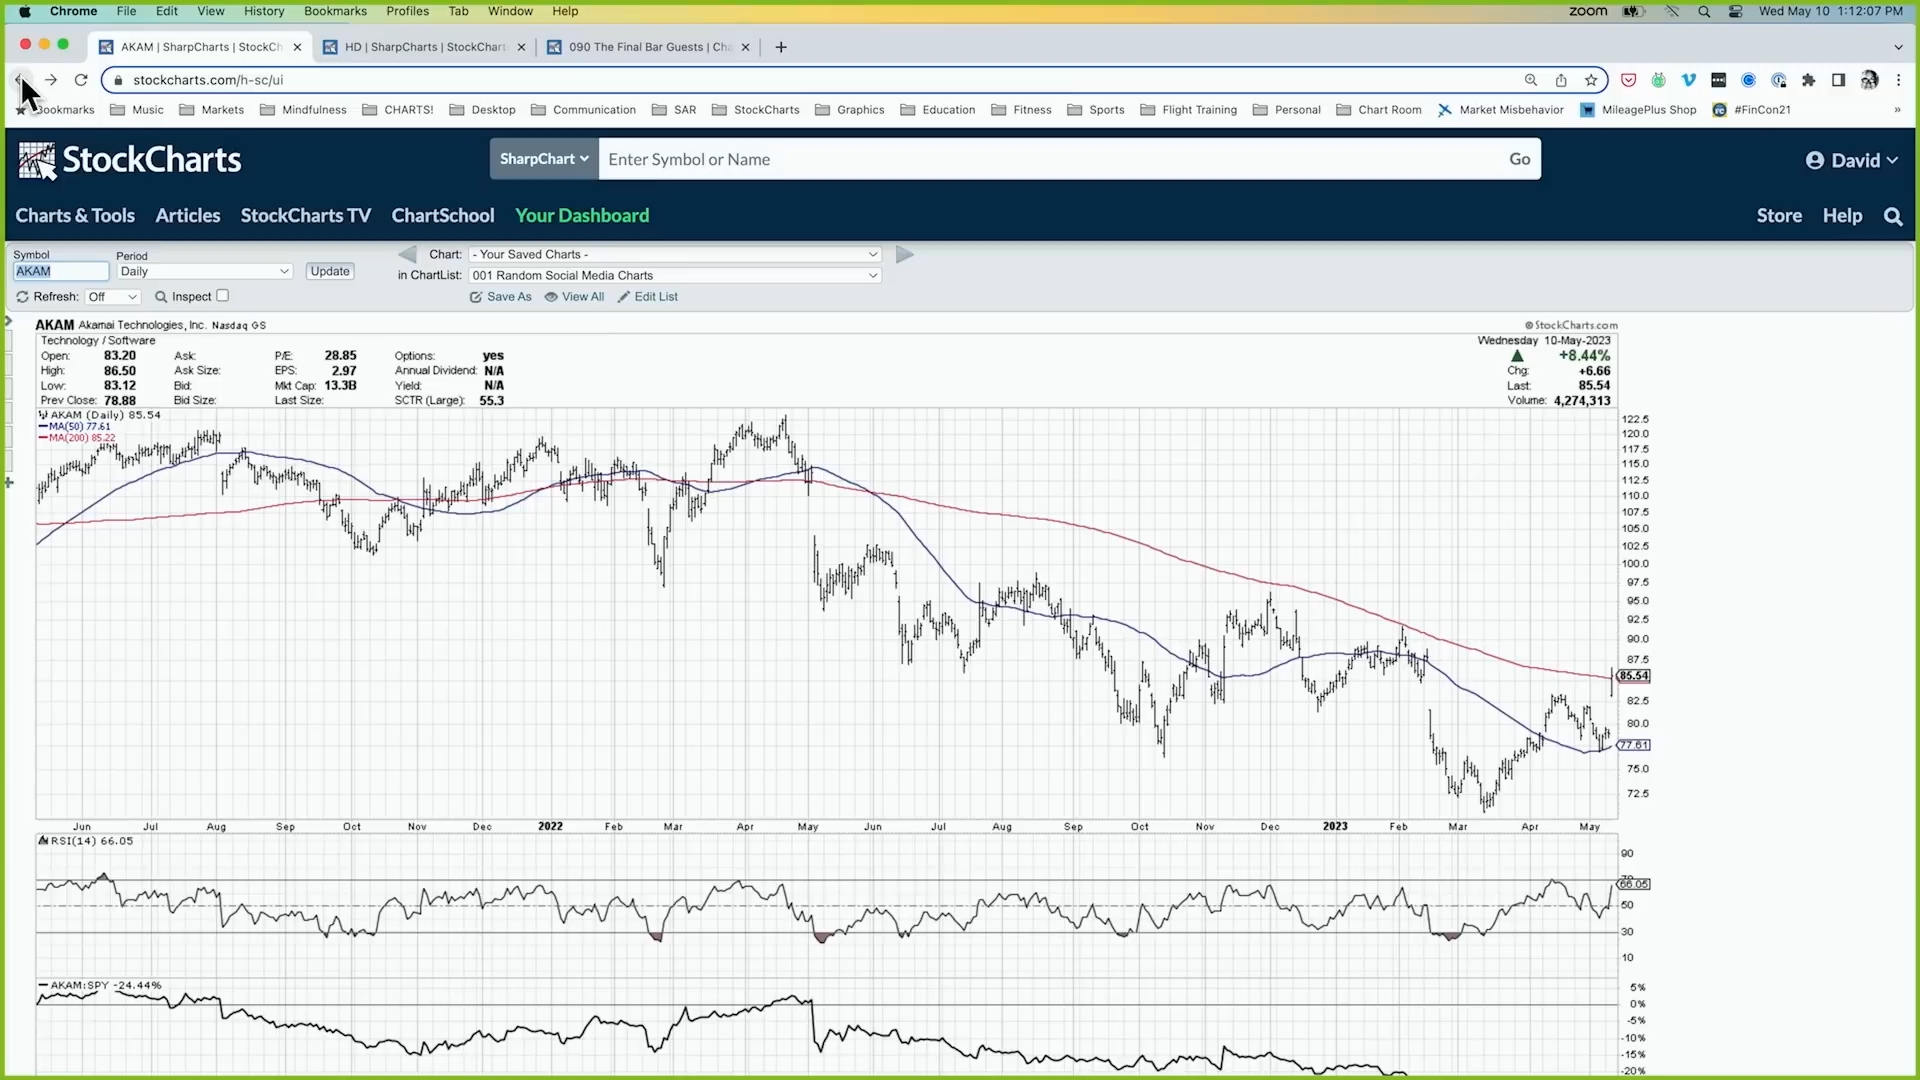 Chrome File Edit View History Bookmarks Profiles Tab Window Help zoom Wed May 10 1:12:07 PM
AKAM | SharpCharts | StockCh HD | SharpCharts | StockChart 090 The Final Bar Guests | Cha
stockcharts.com/h-sc/ui
Bookmarks Music Markets Mindfulness CHARTS! Desktop Communication SAR StockCharts Graphics Education Fitness Sports Flight Training Personal Chart Room Market Misbehavior MileagePlus Shop #FinCon21 »
StockCharts SharpChart Enter Symbol or Name Go David
Charts & Tools Articles StockCharts TV ChartSchool Your Dashboard Store Help
Symbol Period Chart: - Your Saved Charts -
AKAM Daily Update in ChartList: 001 Random Social Media Charts
Refresh: Off Inspect Save As View All Edit List
AKAM Akamai Technologies, Inc. Nasdaq GS ©StockCharts.com
Technology / Software Wednesday 10-May-2023
Open: 83.20 Ask: P/E: 28.85 Options: yes +8.44%
High: 86.50 Ask Size: EPS: 2.97 Annual Dividend: N/A Chg: +6.66
Low: 83.12 Bid: Mkt Cap: 13.3B Yield: N/A Last: 85.54
Prev Close: 78.88 Bid Size: Last Size: SCTR (Large): 55.3 Volume: 4,274,313
AKAM (Daily) 85.54
MA(50) 77.61
MA(200) 85.22
122.5
120.0
117.5
115.0
112.5
110.0
107.5
105.0
102.5
100.0
97.5
95.0
92.5
90.0
87.5
85.54
82.5
80.0
77.61
75.0
72.5
Jun Jul Aug Sep Oct Nov Dec 2022 Feb Mar Apr May Jun Jul Aug Sep Oct Nov Dec 2023 Feb Mar Apr May
RSI(14) 66.05
90
70
66.05
50
30
10
AKAM:SPY -24.44%
5%
0%
-5%
-10%
-15%
-20%